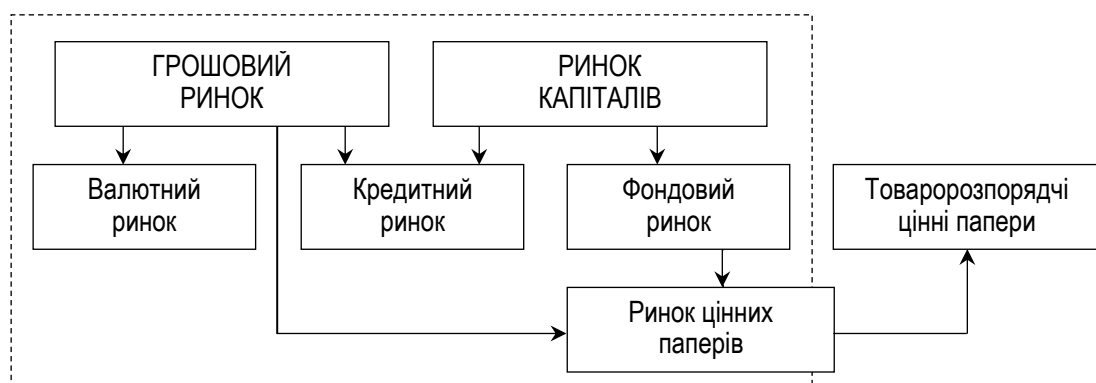 ГРОШОВИЙ
РИНОК
РИНОК
КАПІТАЛІВ
Валютний
ринок
Кредитний
ринок
Фондовий
ринок
Товаророзпорядчі
цінні папери
Ринок цінних
паперів